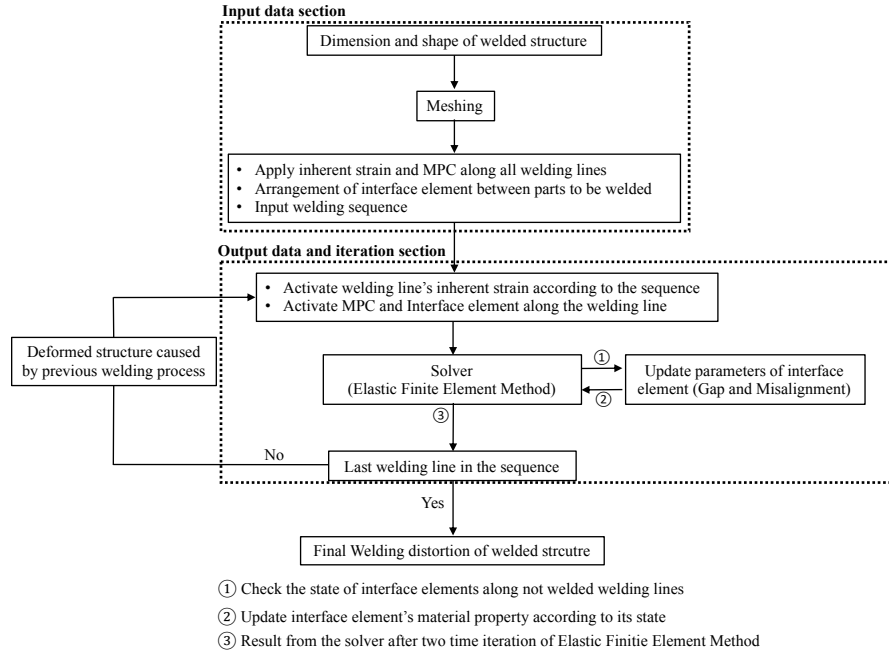 Input data section
Dimension and shape of welded structure
Meshing
• Apply inherent strain and MPC along all welding lines
• Arrangement of interface element between parts to be welded
• Input welding sequence
Output data and iteration section
• Activate welding line's inherent strain according to the sequence
• Activate MPC and Interface element along the welding line
Deformed structure caused
by previous welding process
Solver
(Elastic Finite Element Method)
①
②
Update parameters of interface
element (Gap and Misalignment)
③
No
Last welding line in the sequence
Yes
Final Welding distortion of welded strcutre
① Check the state of interface elements along not welded welding lines
② Update interface element's material property according to its state
③ Result from the solver after two time iteration of Elastic Finitie Element Method